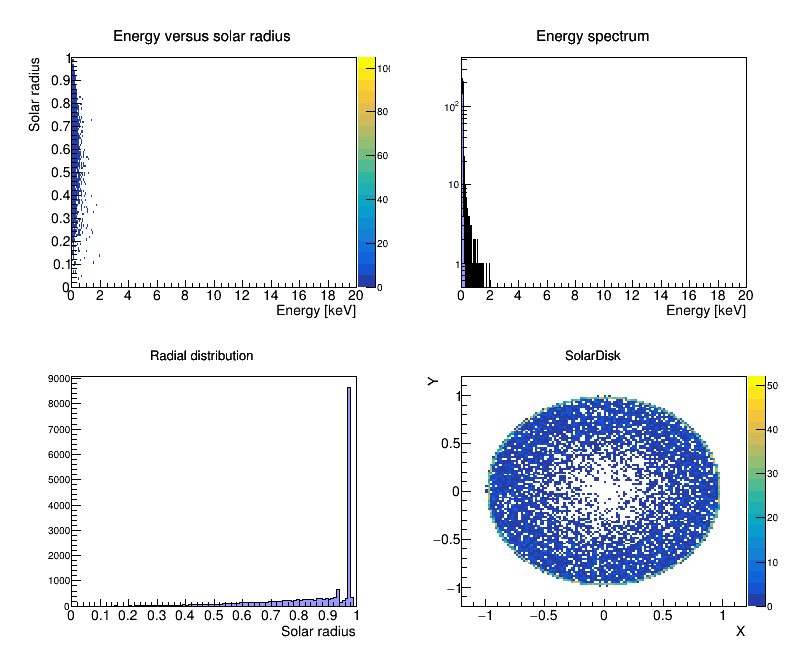 Energy versus solar radius
Solar radius
1
0.9
0.8
0.7
0.6
0.5
0.4
0.3
0.2
0.1
0
0 2 4 6 8 10 12 14 16 18 20
Energy [keV]
80
60
40
20
0
Energy spectrum
10²
10
1
0 2 4 6 8 10 12 14 16 18 20
Energy [keV]
Radial distribution
9000
8000
7000
6000
5000
4000
3000
2000
1000
0
0 0.1 0.2 0.3 0.4 0.5 0.6 0.7 0.8 0.9 1
Solar radius
SolarDisk
Y
1
0.5
0
−0.5
−1
−1 −0.5 0 0.5 1
X
50
40
30
20
10
0